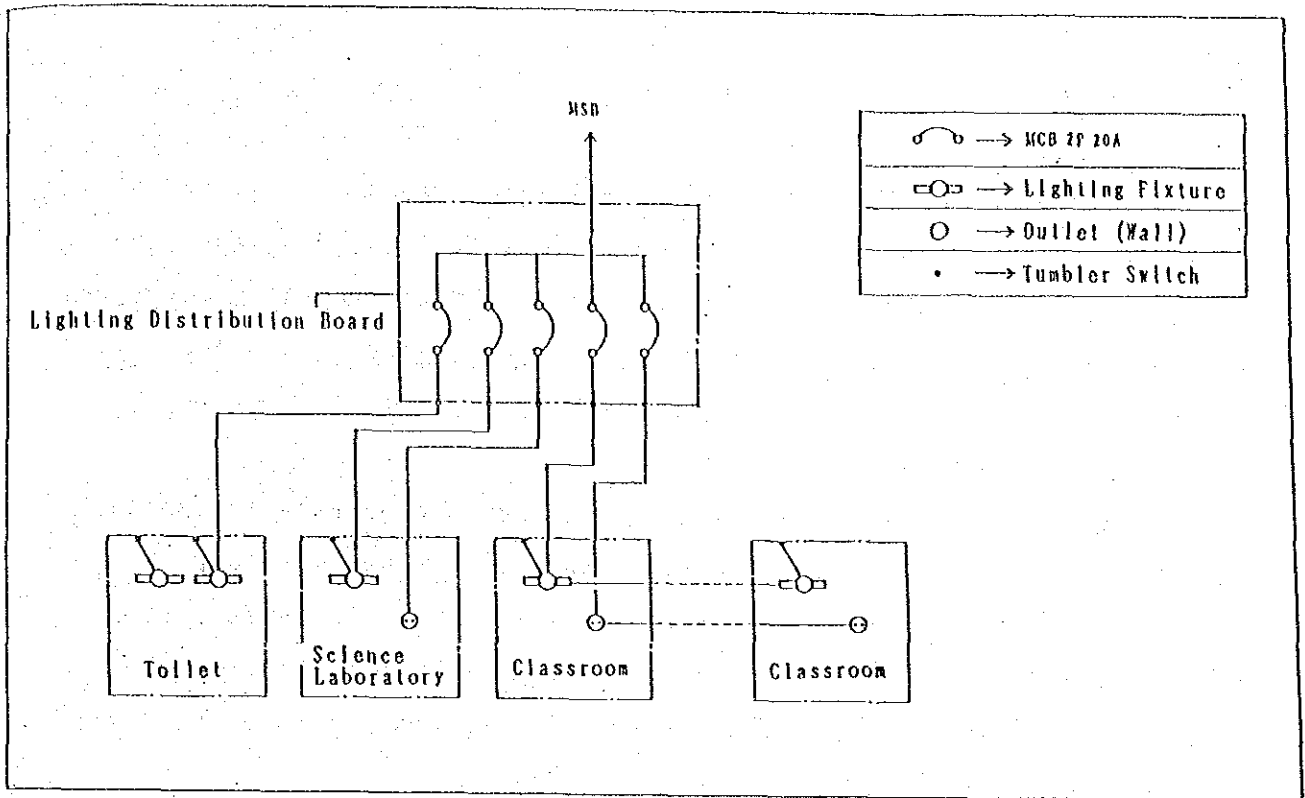 MSB
→ MCB 2P 20A
→ Lighting Fixture
→ Outlet (Wall)
→ Tumbler Switch
Lighting Distribution Board
Toilet
Science
Laboratory
Classroom
Classroom